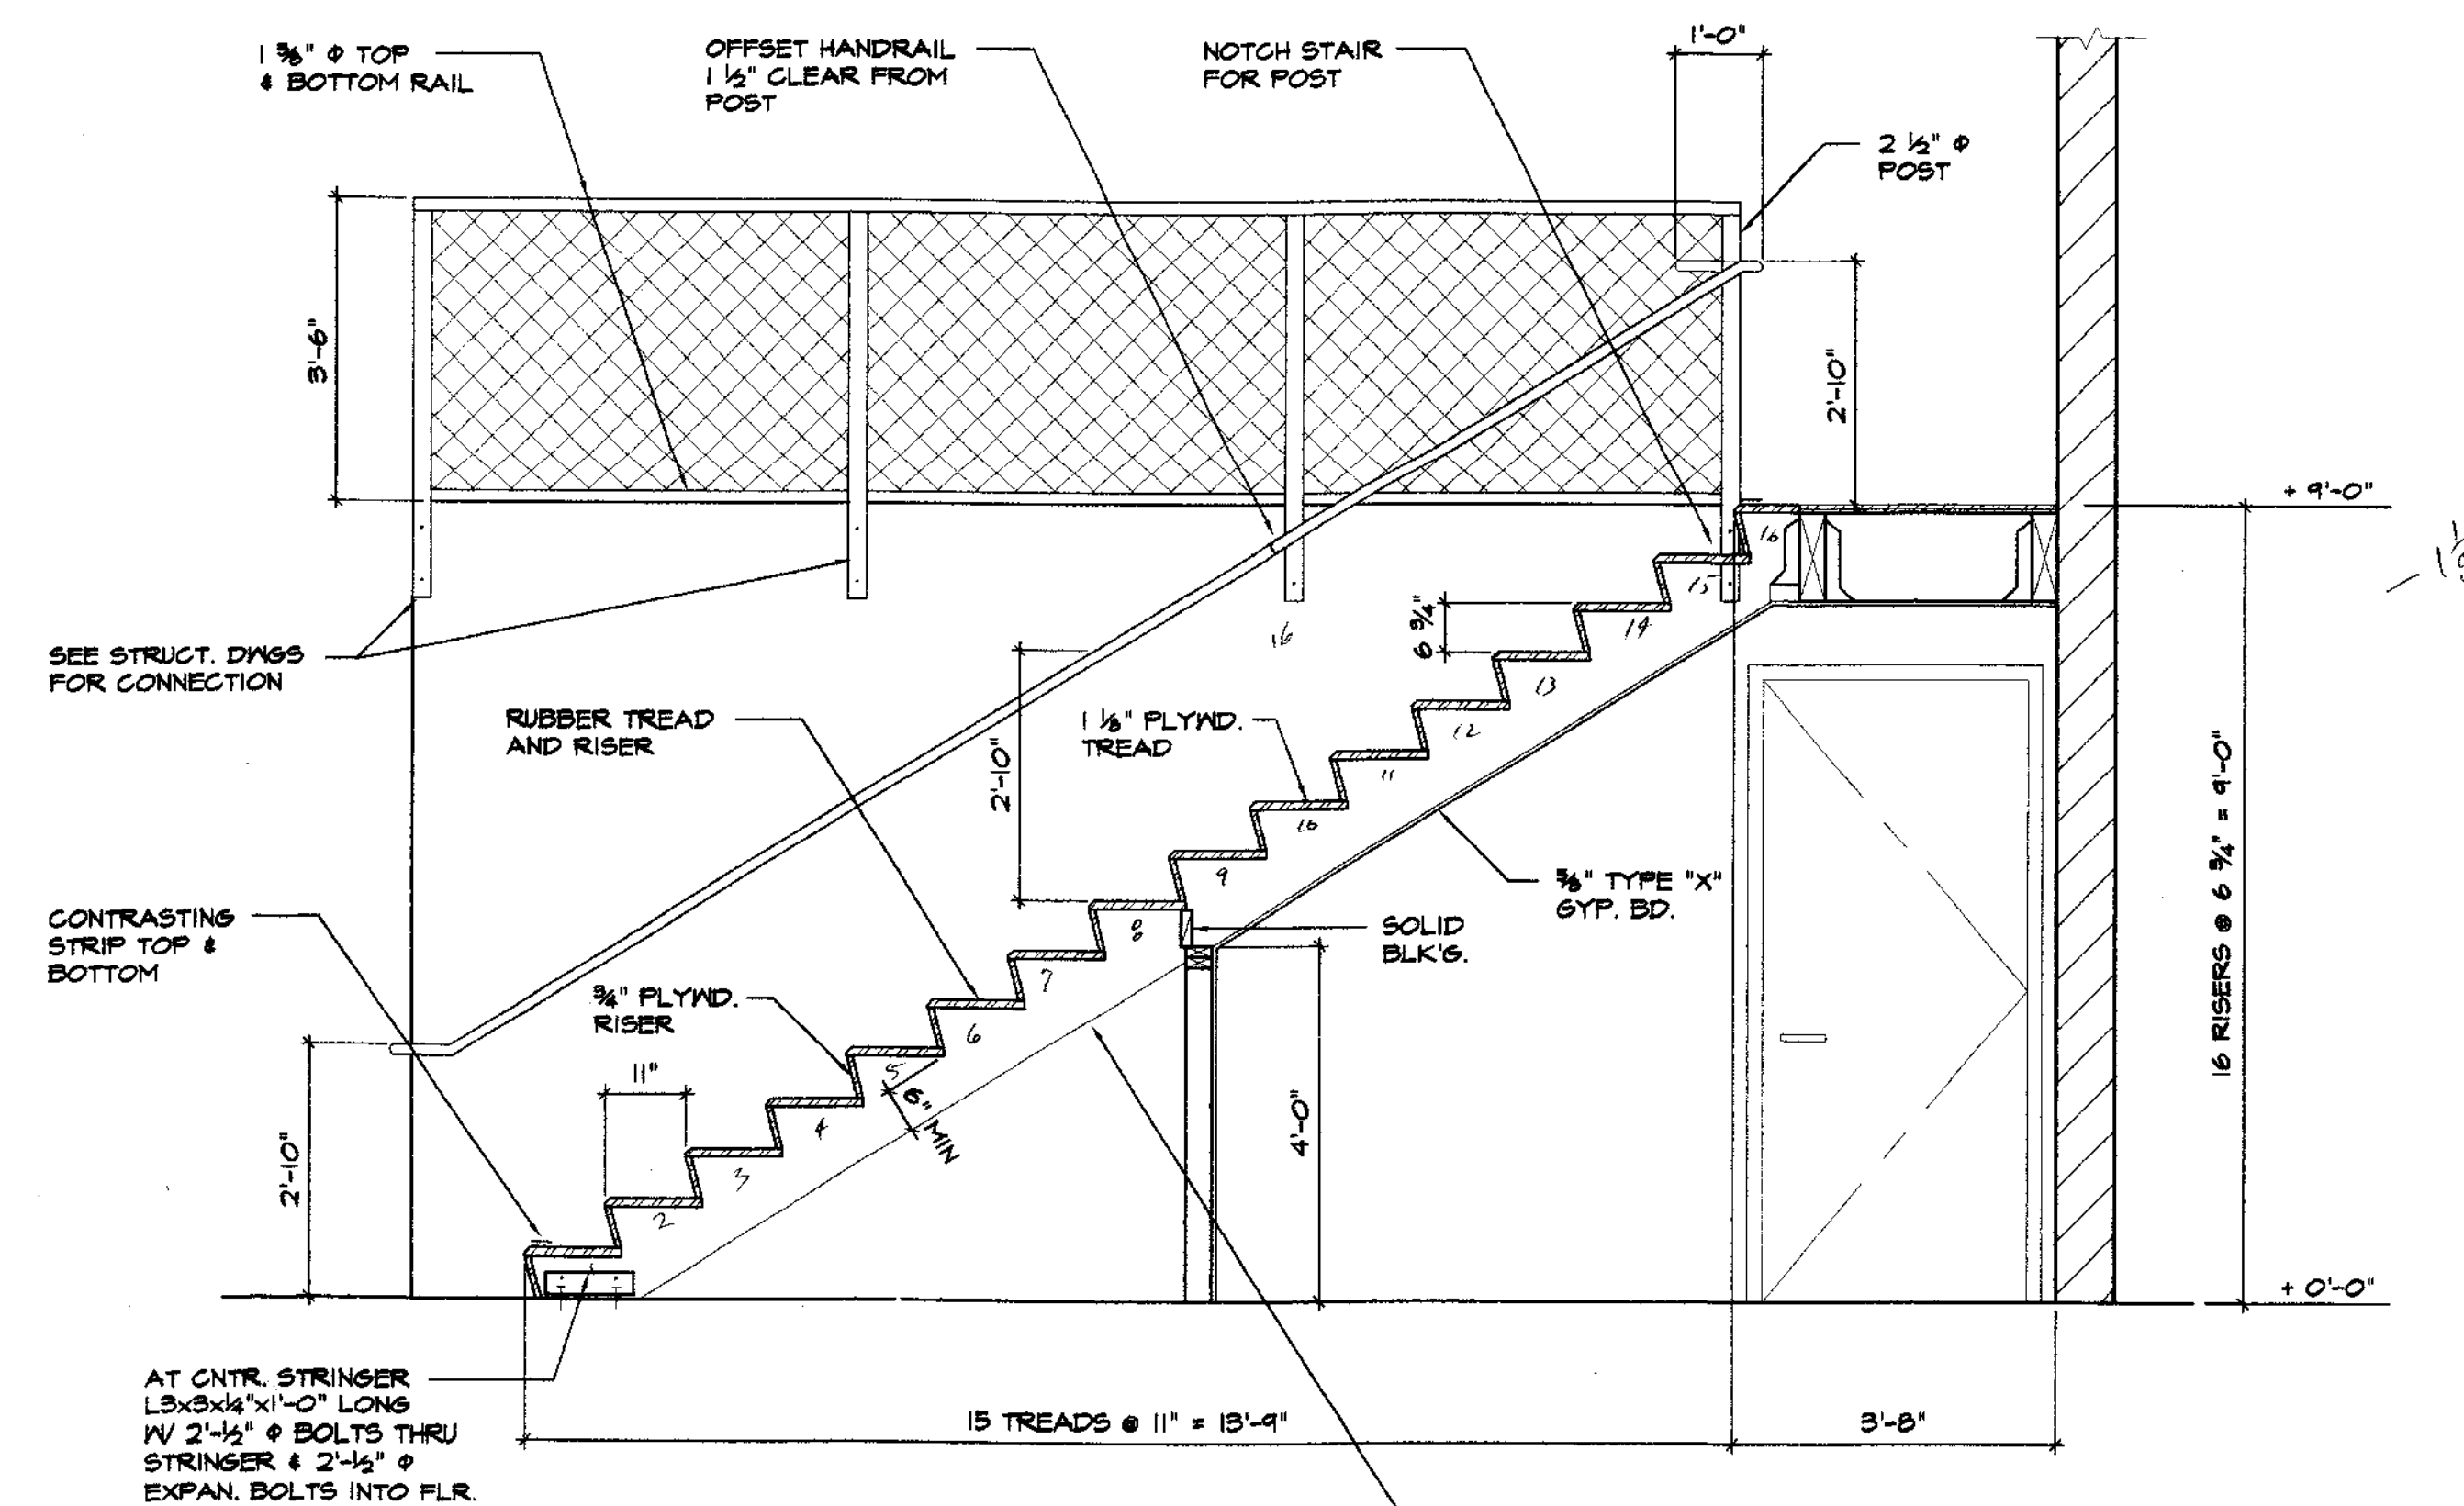 1 5/8" Φ TOP
& BOTTOM RAIL
OFFSET HANDRAIL
1 1/2" CLEAR FROM
POST
NOTCH STAIR
FOR POST
1'-0"
2 1/2" Φ
POST
3'-6"
2'-10"
+ 9'-0"
SEE STRUCT. DWGS
FOR CONNECTION
16
15
14
6 3/4"
16
13
RUBBER TREAD
AND RISER
2'-10"
1 1/8" PLYWD.
TREAD
12
11
10
9
5/8" TYPE "X"
GYP. BD.
16 RISERS @ 6 3/4" = 9'-0"
CONTRASTING
STRIP TOP &
BOTTOM
8
SOLID
BLK'G.
7
3/4" PLYWD.
RISER
6
5
11"
6" MIN
4
4'-0"
3
2'-10"
2
+ 0'-0"
AT CNTR. STRINGER
L3x3x1/4"x1'-0" LONG
W/ 2'-1/2" Φ BOLTS THRU
STRINGER & 2'-1/2" Φ
EXPAN. BOLTS INTO FLR.
15 TREADS @ 11" = 13'-9"
3'-8"